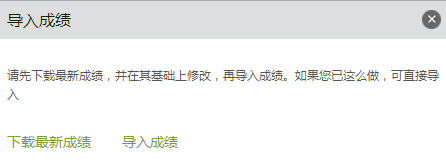 导入成绩
请先下载最新成绩，并在其基础上修改，再导入成绩。如果您已这么做，可直接导
入
下载最新成绩 导入成绩